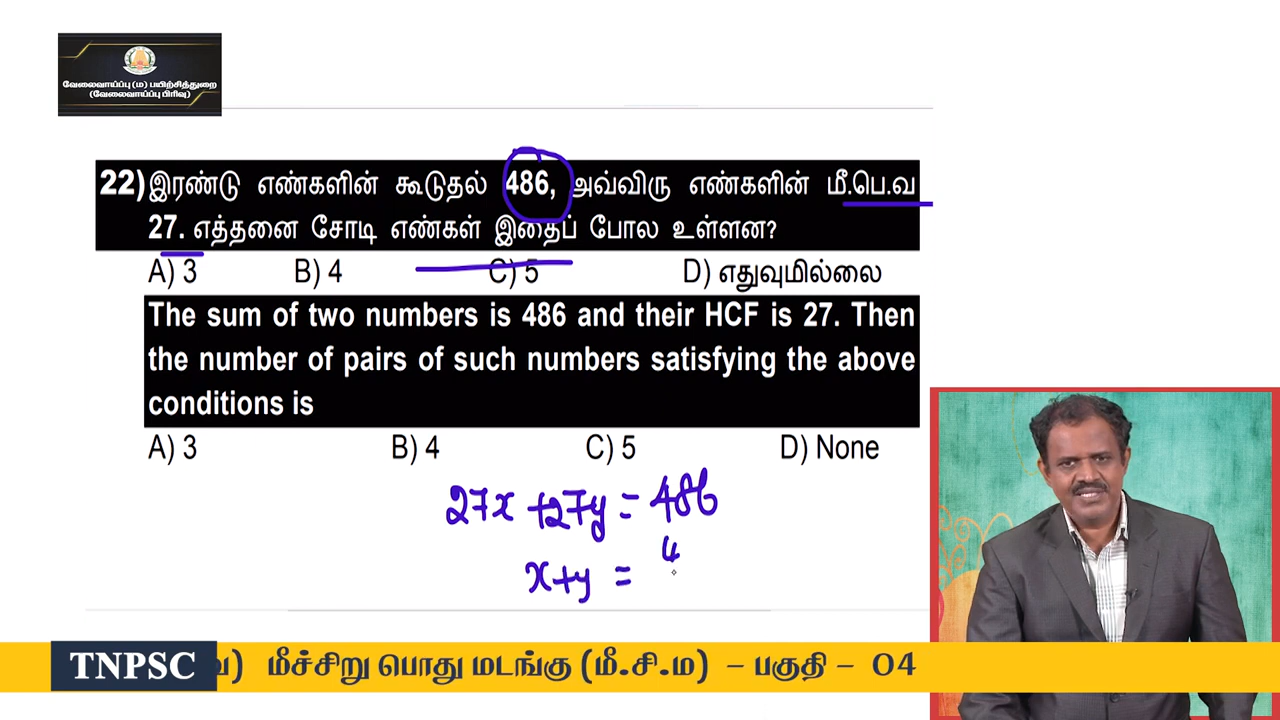 வேலைவாய்ப்பு (ம) பயிற்சித்துறை
(வேலைவாய்ப்பு பிரிவு)
22) இரண்டு எண்களின் கூடுதல் 486, அவ்விரு எண்களின் மீ.பெ.வ
27. எத்தனை சோடி எண்கள் இதைப் போல உள்ளன?
A) 3 B) 4 C) 5 D) எதுவுமில்லை
The sum of two numbers is 486 and their HCF is 27. Then
the number of pairs of such numbers satisfying the above
conditions is
A) 3 B) 4 C) 5 D) None
27x +27y = 486
x+y = 4
TNPSC வ) மீச்சிறு பொது மடங்கு (மீ.சி.ம) – பகுதி – 04